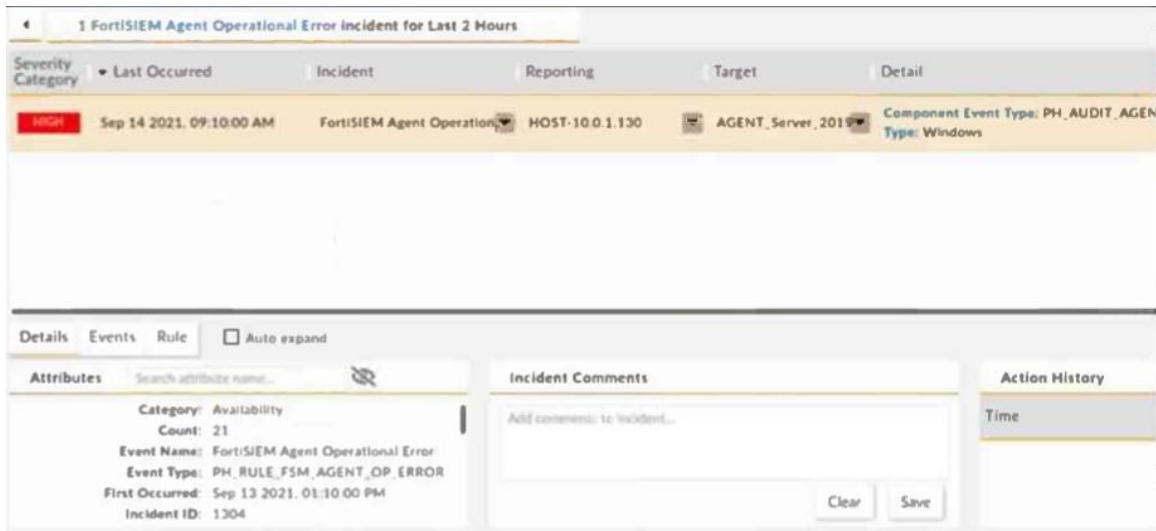 1 FortiSIEM Agent Operational Error incident for Last 2 Hours
Severity Category Last Occurred Incident Reporting Target Detail
HIGH Sep 14 2021, 09:10:00 AM FortiSIEM Agent Operation HOST-10.0.1.130 AGENT_Server_2019 Component Event Type: PH_AUDIT_AGEN
Type: Windows
Details Events Rule Auto expand
Attributes Search attribute name... Incident Comments Action History
Category: Availability Add comments to incident... Time
Count: 21
Event Name: FortiSIEM Agent Operational Error
Event Type: PH_RULE_FSM_AGENT_OP_ERROR
First Occurred: Sep 13 2021, 01:10:00 PM
Incident ID: 1304
Clear Save